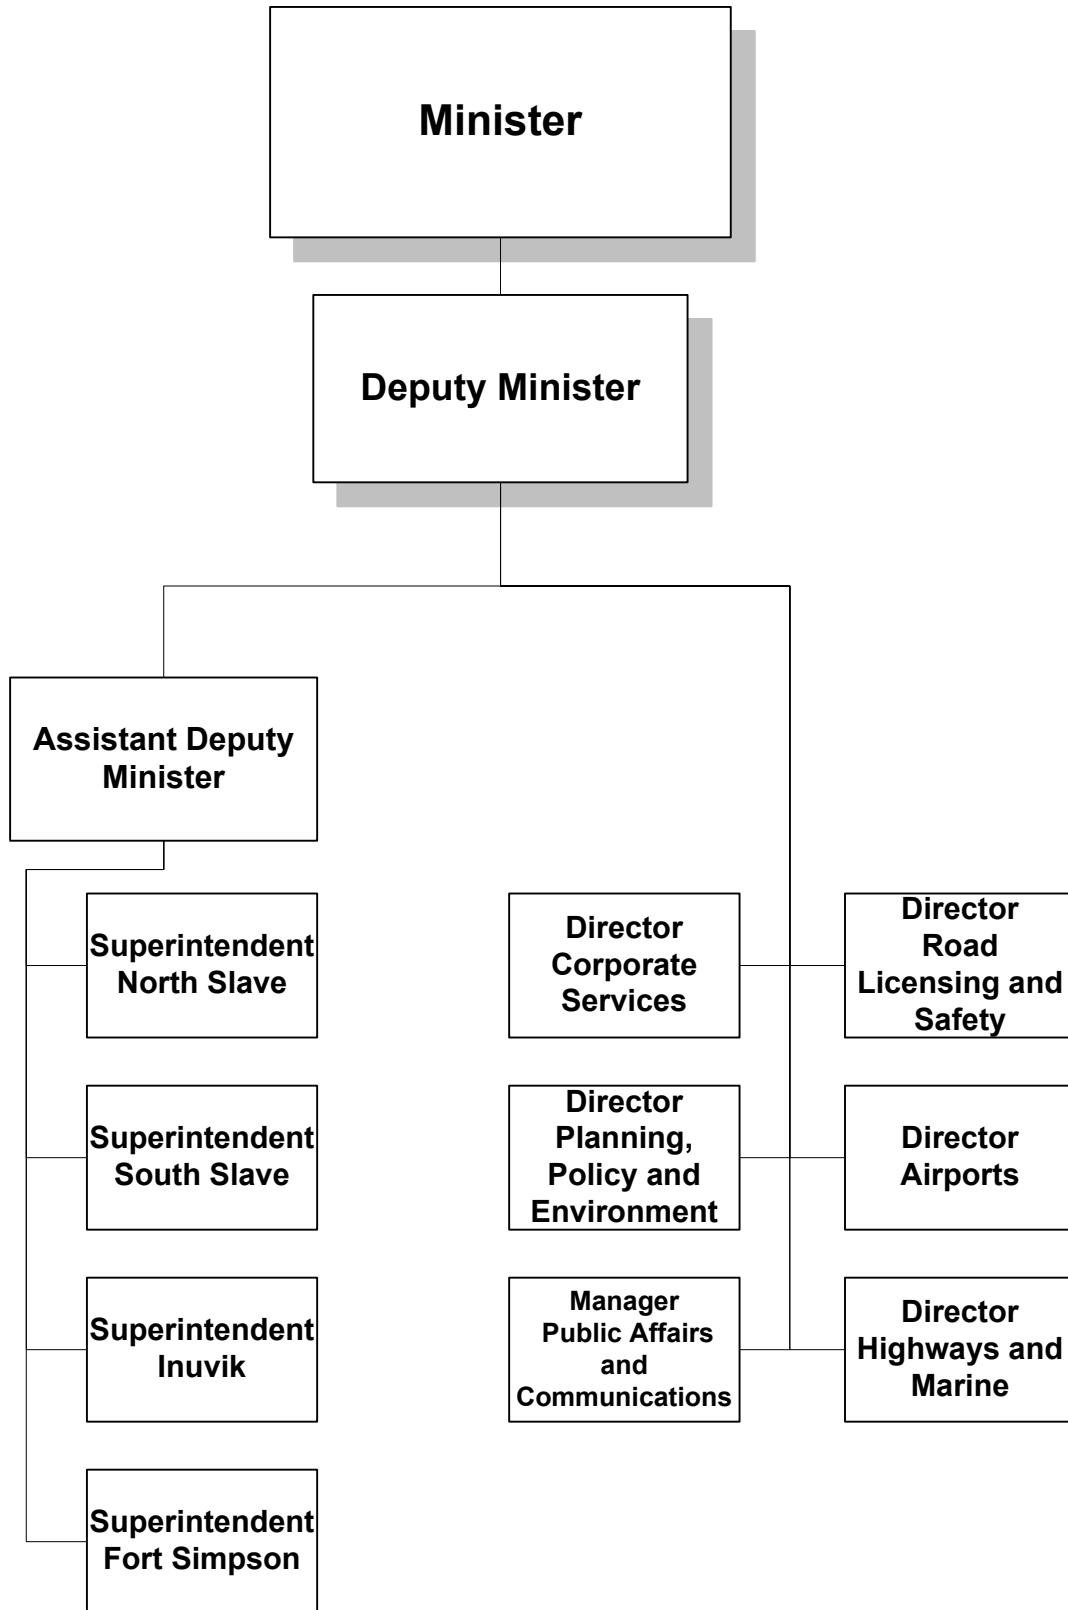 Minister
Deputy Minister
Assistant Deputy
Minister
Superintendent
North Slave
Superintendent
South Slave
Superintendent
Inuvik
Superintendent
Fort Simpson
Director
Corporate
Services
Director
Planning,
Policy and
Environment
Manager
Public Affairs
and
Communications
Director
Road
Licensing and
Safety
Director
Airports
Director
Highways and
Marine